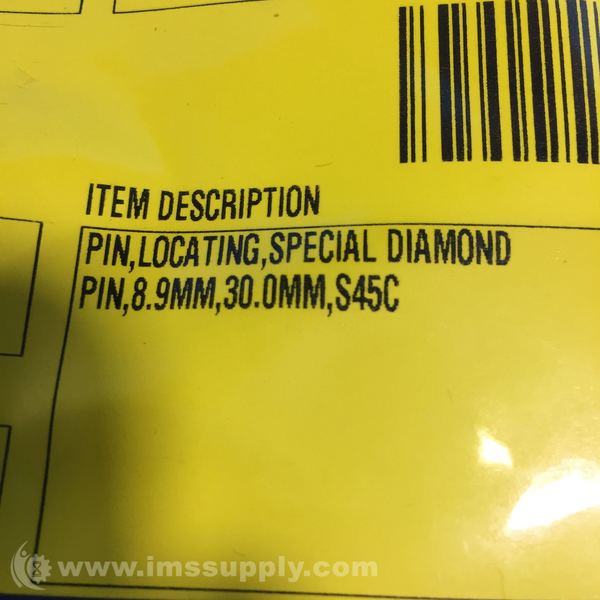 ITEM DESCRIPTION
PIN,LOCATING,SPECIAL DIAMOND
PIN,8.9MM,30.0MM,S45C
www.imssupply.com